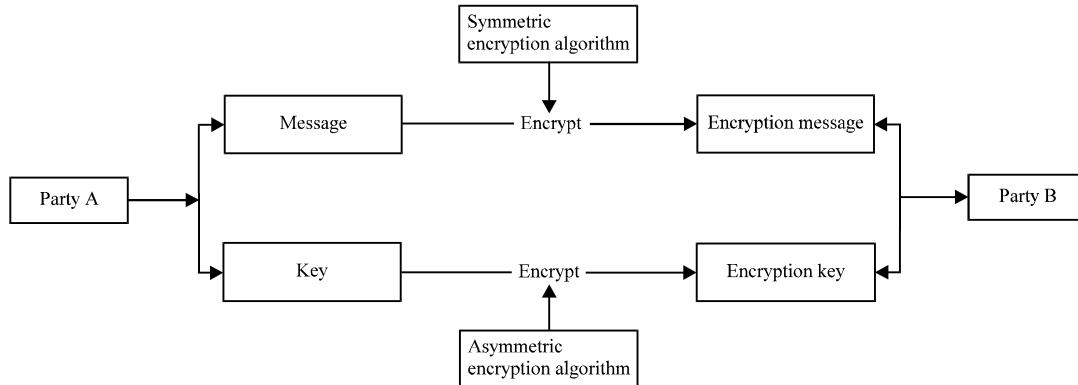 Symmetric
encryption algorithm
Message
Encrypt
Encryption message
Party A
Party B
Key
Encrypt
Encryption key
Asymmetric
encryption algorithm